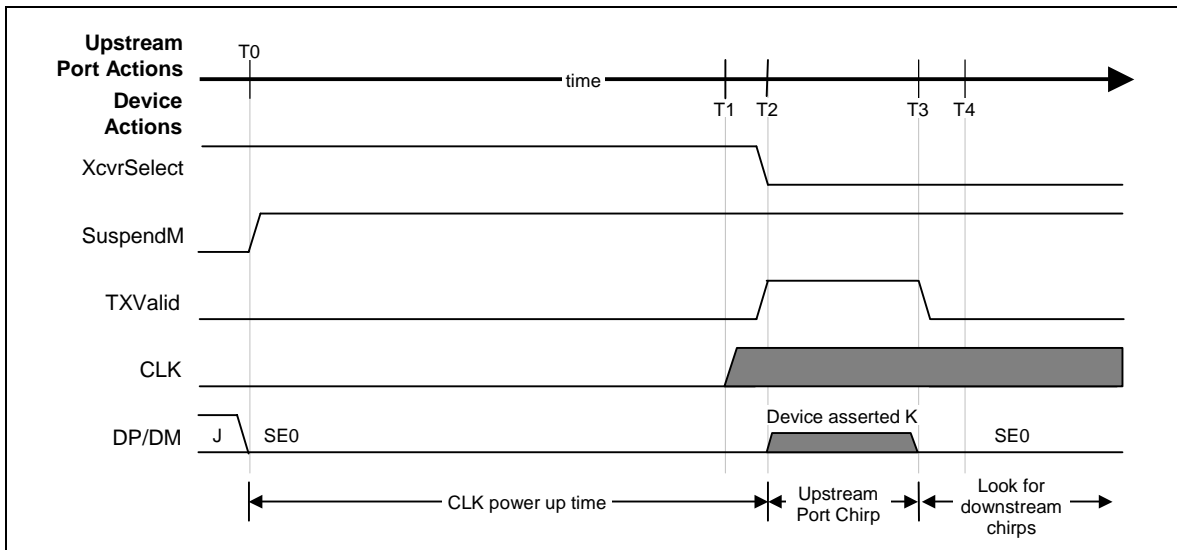 Upstream
Port Actions
T0
time
Device
Actions
T1
T2
T3
T4
XcvrSelect
SuspendM
TXValid
CLK
Device asserted K
DP/DM
J
SE0
SE0
CLK power up time
Upstream
Port Chirp
Look for
downstream
chirps